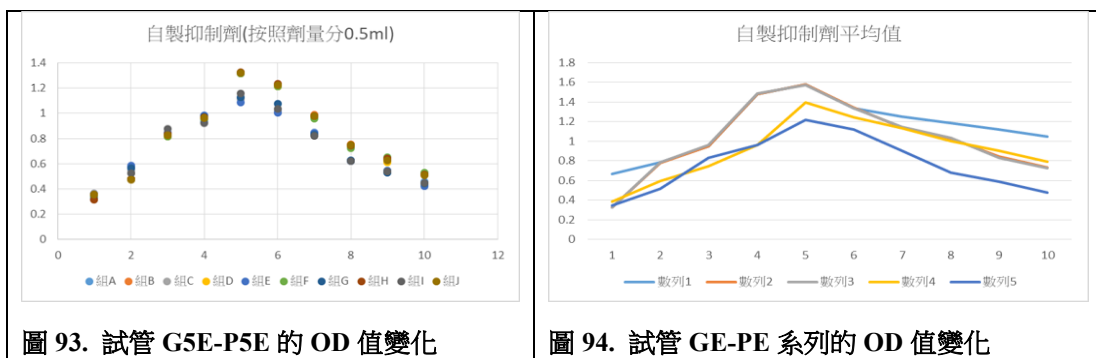 自製抑制劑(按照劑量分0.5ml)
1.4
1.2
1
0.8
0.6
0.4
0.2
0
0 2 4 6 8 10 12
組A 組B 組C 組D 組E 組F 組G 組H 組I 組J
圖 93. 試管 G5E-P5E 的 OD 值變化
自製抑制劑平均值
1.8
1.6
1.4
1.2
1
0.8
0.6
0.4
0.2
0
1 2 3 4 5 6 7 8 9 10
數列1 數列2 數列3 數列4 數列5
圖 94. 試管 GE-PE 系列的 OD 值變化